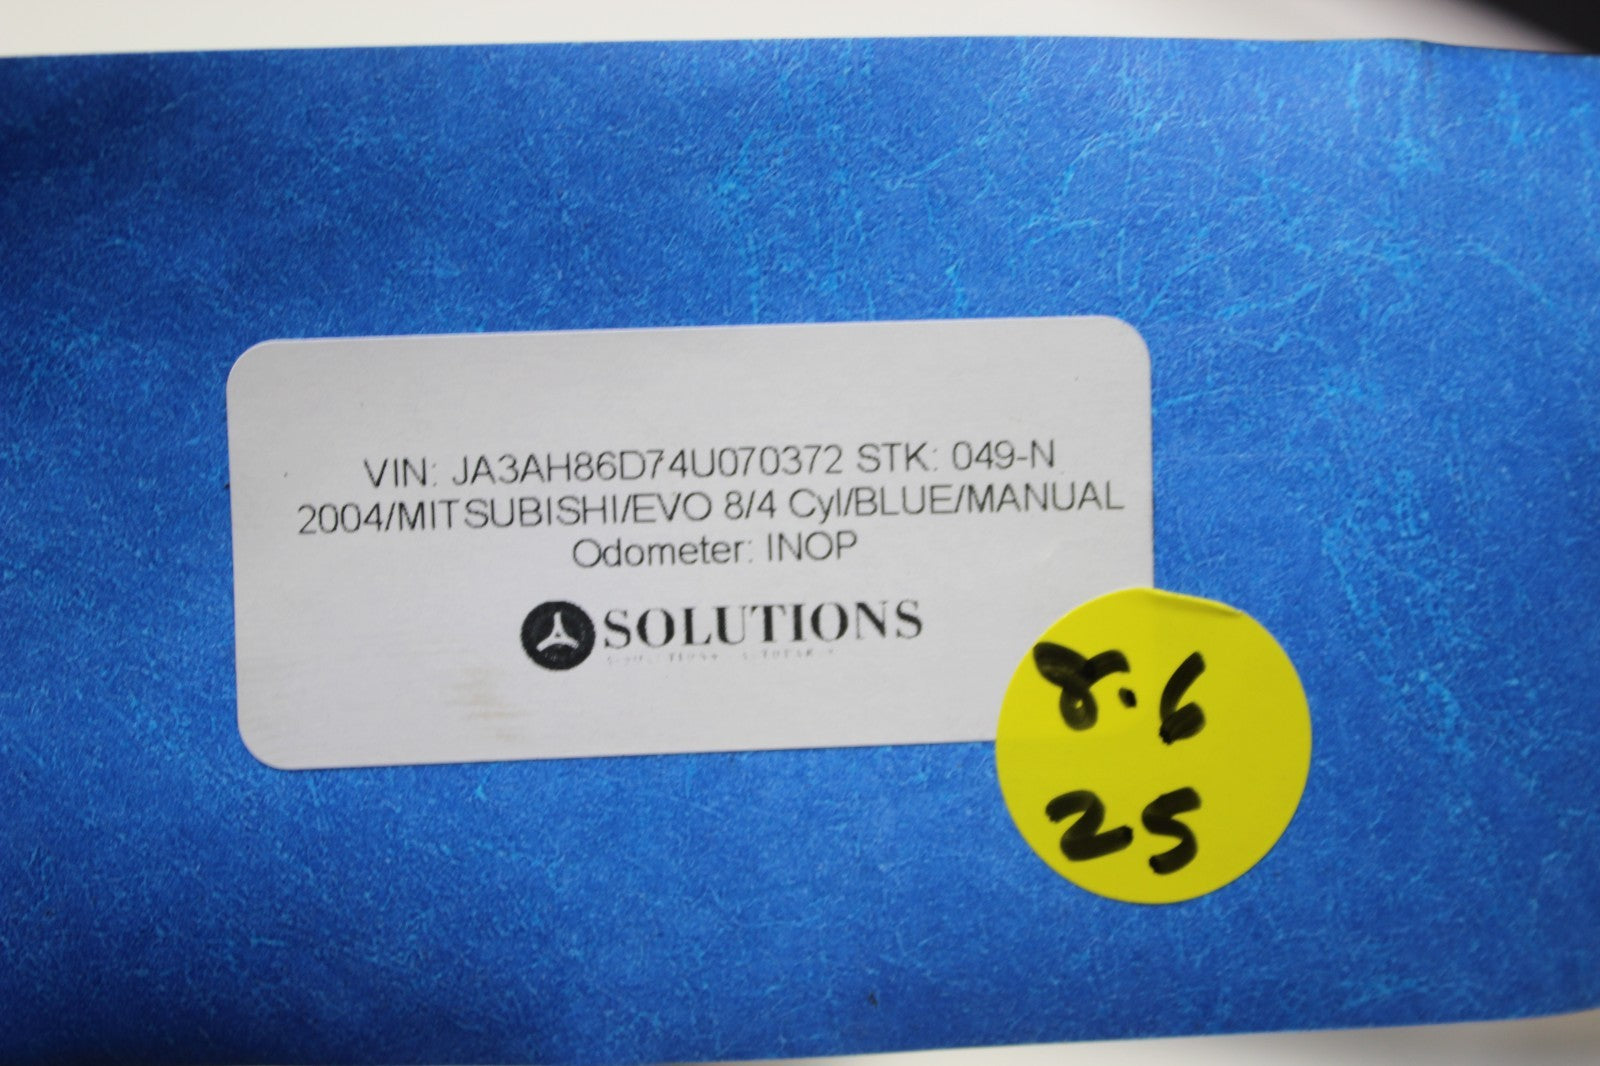 VIN: JA3AH86D74U070372 STK: 049-N
2004/MITSUBISHI/EVO 8/4 Cyl/BLUE/MANUAL
Odometer: INOP
SOLUTIONS
8.6
25